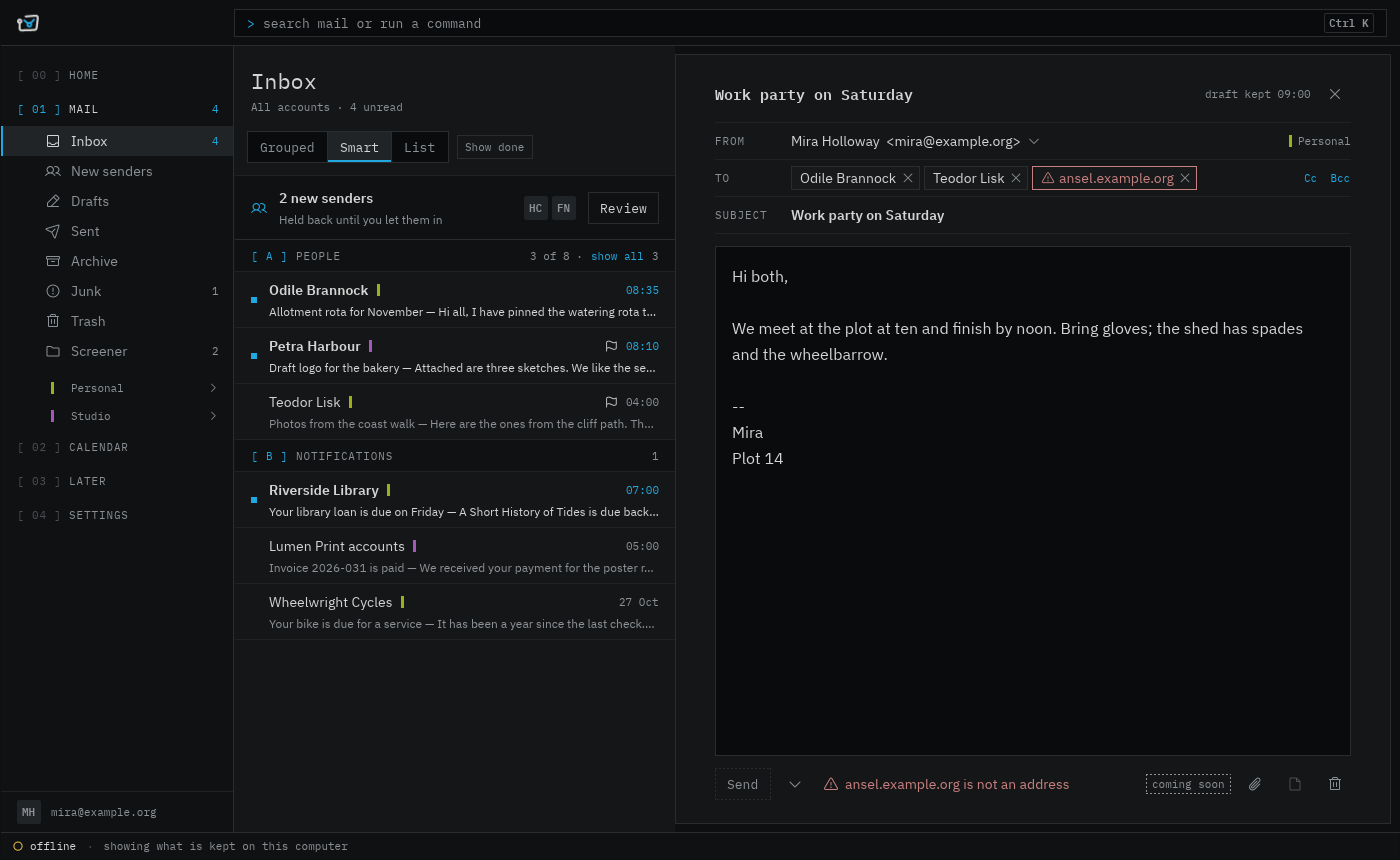 > search mail or run a command
Ctrl K
[ 00 ] HOME
[ 01 ] MAIL 4
Inbox 4
New senders
Drafts
Sent
Archive
Junk 1
Trash
Screener 2
Personal
Studio
[ 02 ] CALENDAR
[ 03 ] LATER
[ 04 ] SETTINGS
MH mira@example.org
Inbox
All accounts · 4 unread
Grouped Smart List Show done
2 new senders
Held back until you let them in
HC FN Review
[ A ] PEOPLE 3 of 8 · show all 3
Odile Brannock 08:35
Allotment rota for November — Hi all, I have pinned the watering rota t…
Petra Harbour 08:10
Draft logo for the bakery — Attached are three sketches. We like the se…
Teodor Lisk 04:00
Photos from the coast walk — Here are the ones from the cliff path. Th…
[ B ] NOTIFICATIONS 1
Riverside Library 07:00
Your library loan is due on Friday — A Short History of Tides is due back…
Lumen Print accounts 05:00
Invoice 2026-031 is paid — We received your payment for the poster r…
Wheelwright Cycles 27 Oct
Your bike is due for a service — It has been a year since the last check.…
Work party on Saturday draft kept 09:00
FROM Mira Holloway <mira@example.org> Personal
TO Odile Brannock Teodor Lisk ansel.example.org Cc Bcc
SUBJECT Work party on Saturday
Hi both,
We meet at the plot at ten and finish by noon. Bring gloves; the shed has spades
and the wheelbarrow.
--
Mira
Plot 14
Send ansel.example.org is not an address coming soon
offline · showing what is kept on this computer